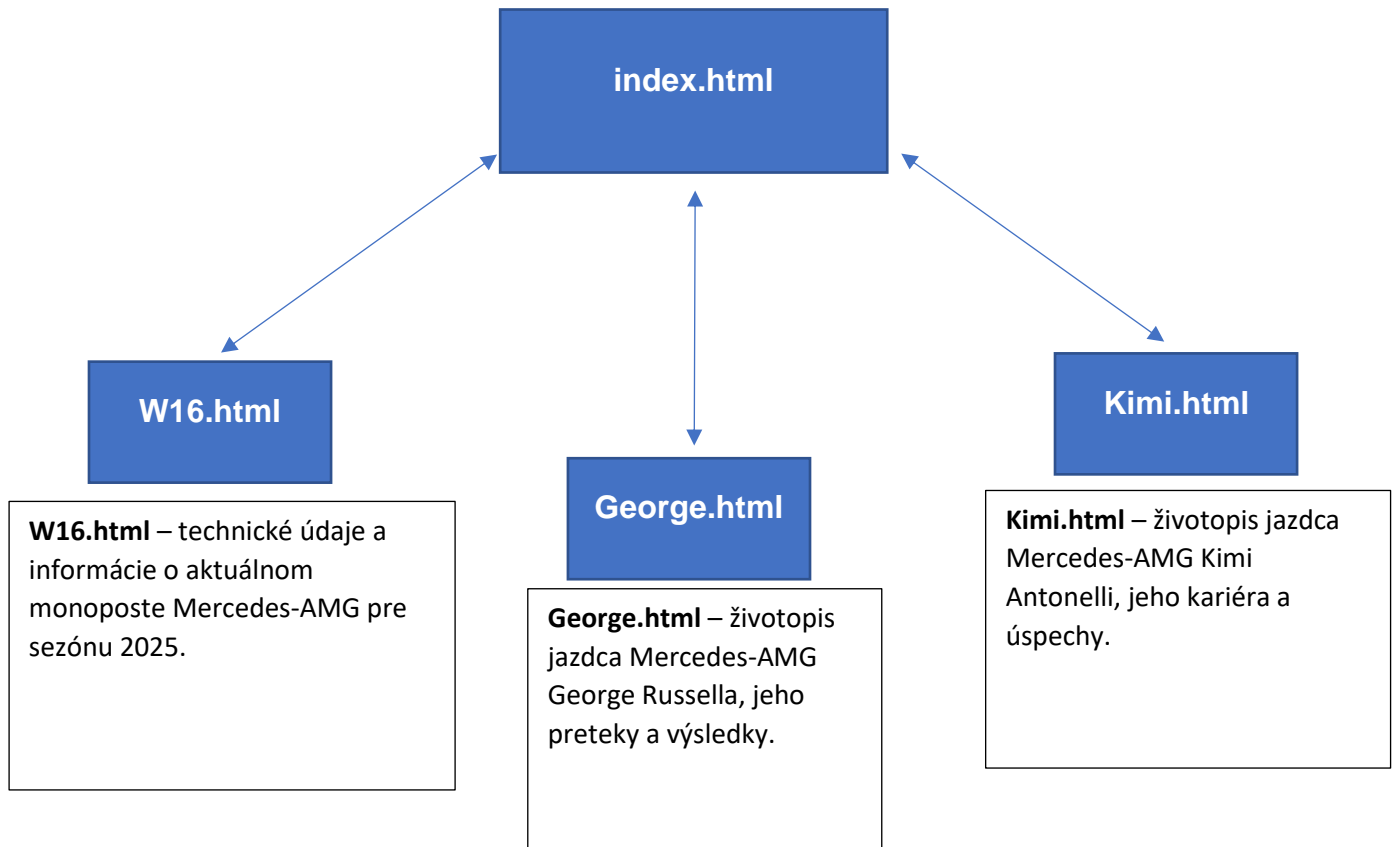 index.html
W16.html
George.html
Kimi.html
W16.html – technické údaje a
informácie o aktuálnom
monoposte Mercedes-AMG pre
sezónu 2025.
George.html – životopis
jazdca Mercedes-AMG
George Russella, jeho
preteky a výsledky.
Kimi.html – životopis jazdca
Mercedes-AMG Kimi
Antonelli, jeho kariéra a
úspechy.